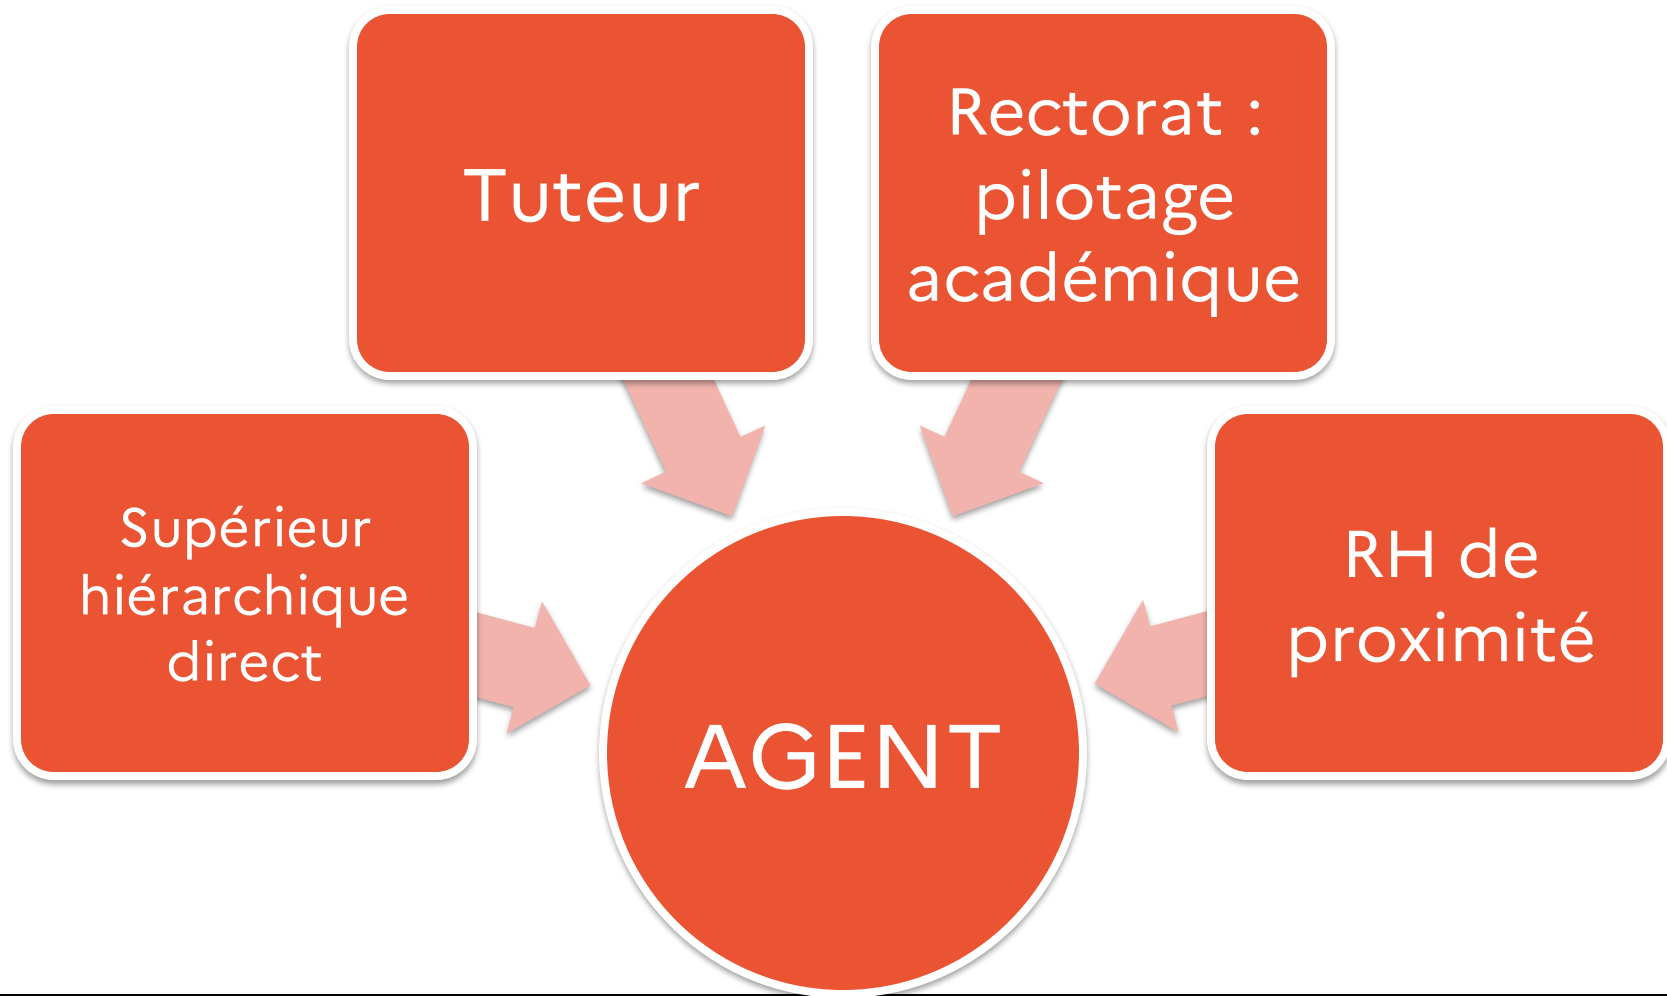 Tuteur
Rectorat :
pilotage
académique
Supérieur
hiérarchique
direct
RH de
proximité
AGENT